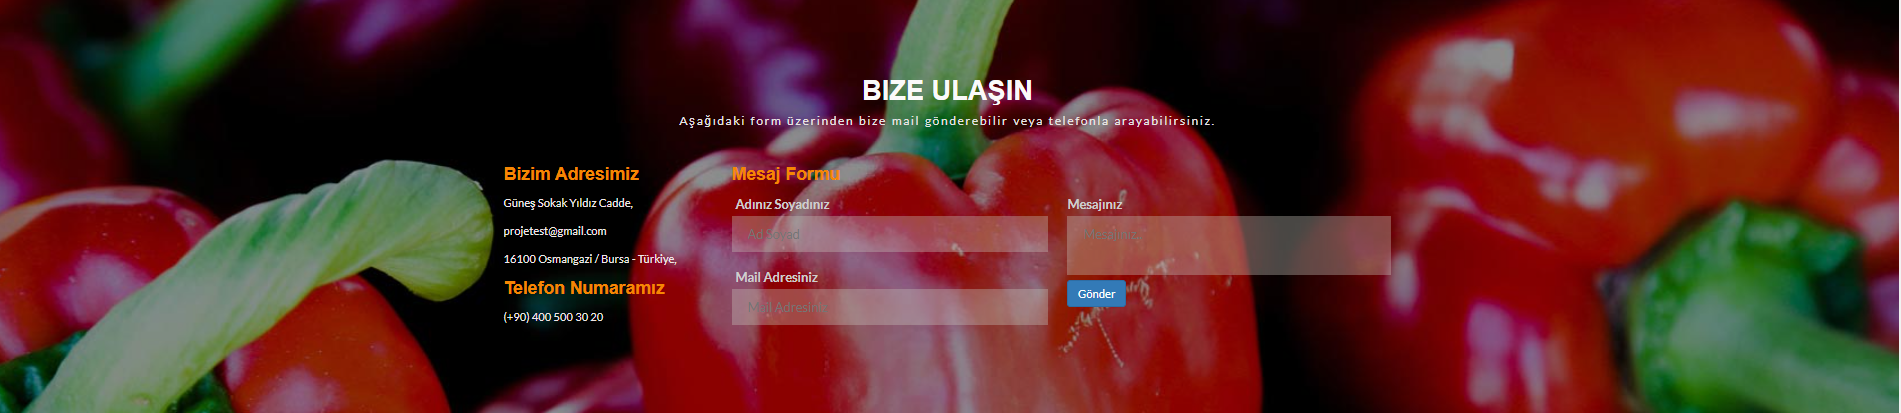 BIZE ULAŞIN
Aşağıdaki form üzerinden bize mail gönderebilir veya telefonla arayabilirsiniz.
Bizim Adresimiz
Güneş Sokak Yıldız Cadde,
projetest@gmail.com
16100 Osmangazi / Bursa - Türkiye,
Telefon Numaramız
(+90) 400 500 30 20
Mesaj Formu
Adınız Soyadınız
Ad Soyad
Mail Adresiniz
Mail Adresiniz
Mesajınız
Mesajınız..
Gönder